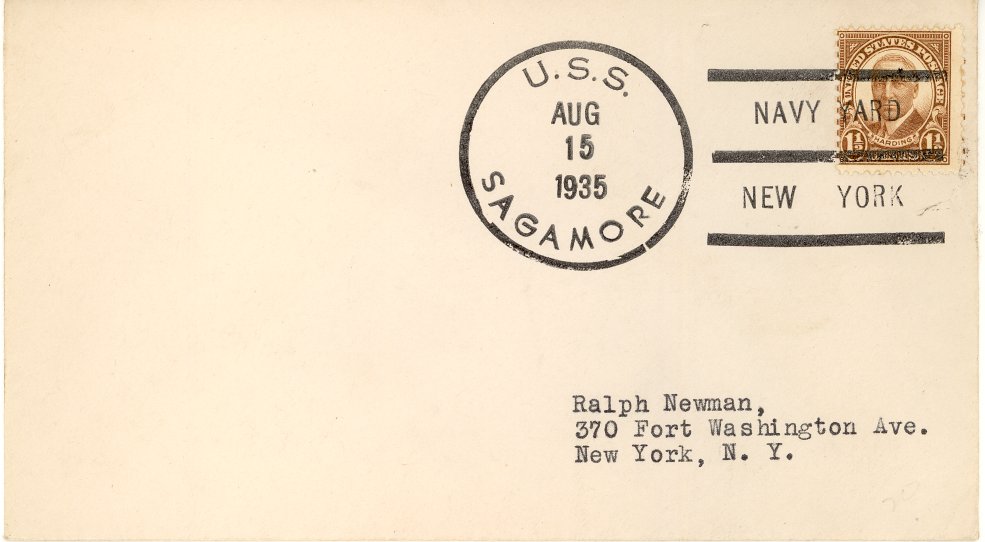 U.S.S.
AUG
15
1935
SAGAMORE
NAVY YARD
NEW YORK
UNITED STATES POSTAGE
HARDING
1½ 1½
Ralph Newman,
370 Fort Washington Ave.
New York, N. Y.